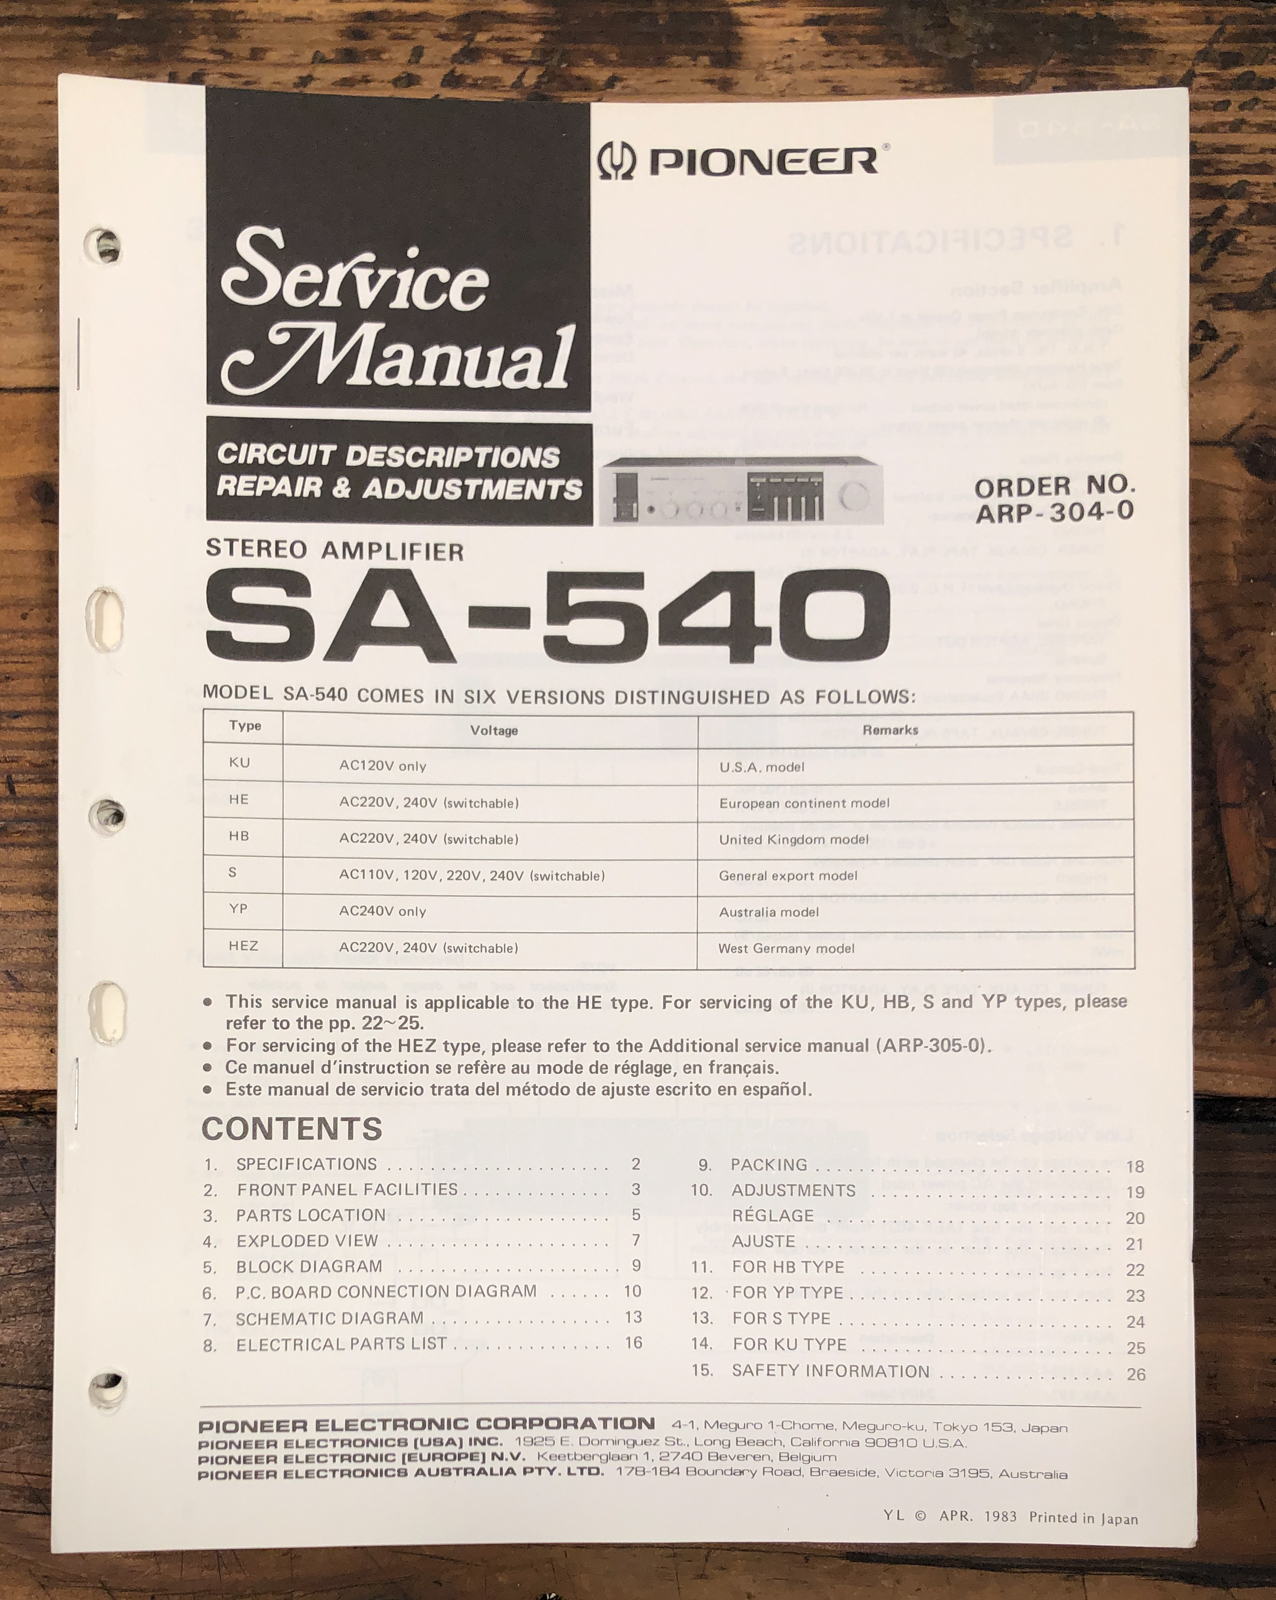 PIONEER®
Service
Manual
CIRCUIT DESCRIPTIONS
REPAIR & ADJUSTMENTS
ORDER NO.
ARP-304-0
STEREO AMPLIFIER
SA-540
MODEL SA-540 COMES IN SIX VERSIONS DISTINGUISHED AS FOLLOWS:
Type Voltage Remarks
KU AC120V only U.S.A. model
HE AC220V, 240V (switchable) European continent model
HB AC220V, 240V (switchable) United Kingdom model
S AC110V, 120V, 220V, 240V (switchable) General export model
YP AC240V only Australia model
HEZ AC220V, 240V (switchable) West Germany model
● This service manual is applicable to the HE type. For servicing of the KU, HB, S and YP types, please
refer to the pp. 22~25.
● For servicing of the HEZ type, please refer to the Additional service manual (ARP-305-0).
● Ce manuel d'instruction se refère au mode de réglage, en français.
● Este manual de servicio trata del método de ajuste escrito en español.
CONTENTS
1. SPECIFICATIONS ...................... 2
2. FRONT PANEL FACILITIES ............... 3
3. PARTS LOCATION ..................... 5
4. EXPLODED VIEW ...................... 7
5. BLOCK DIAGRAM ...................... 9
6. P.C. BOARD CONNECTION DIAGRAM ...... 10
7. SCHEMATIC DIAGRAM .................. 13
8. ELECTRICAL PARTS LIST ............... 16
9. PACKING ............................. 18
10. ADJUSTMENTS ........................ 19
RÉGLAGE ............................ 20
AJUSTE .............................. 21
11. FOR HB TYPE ......................... 22
12. FOR YP TYPE .......................... 23
13. FOR S TYPE ........................... 24
14. FOR KU TYPE ......................... 25
15. SAFETY INFORMATION ................. 26
PIONEER ELECTRONIC CORPORATION 4-1, Meguro 1-Chome, Meguro-ku, Tokyo 153, Japan
PIONEER ELECTRONICS [USA] INC. 1925 E. Dominguez St., Long Beach, California 90810 U.S.A.
PIONEER ELECTRONIC [EUROPE] N.V. Keetberglaan 1, 2740 Beveren, Belgium
PIONEER ELECTRONICS AUSTRALIA PTY. LTD. 178-184 Boundary Road, Braeside, Victoria 3195, Australia
YL © APR. 1983 Printed in Japan